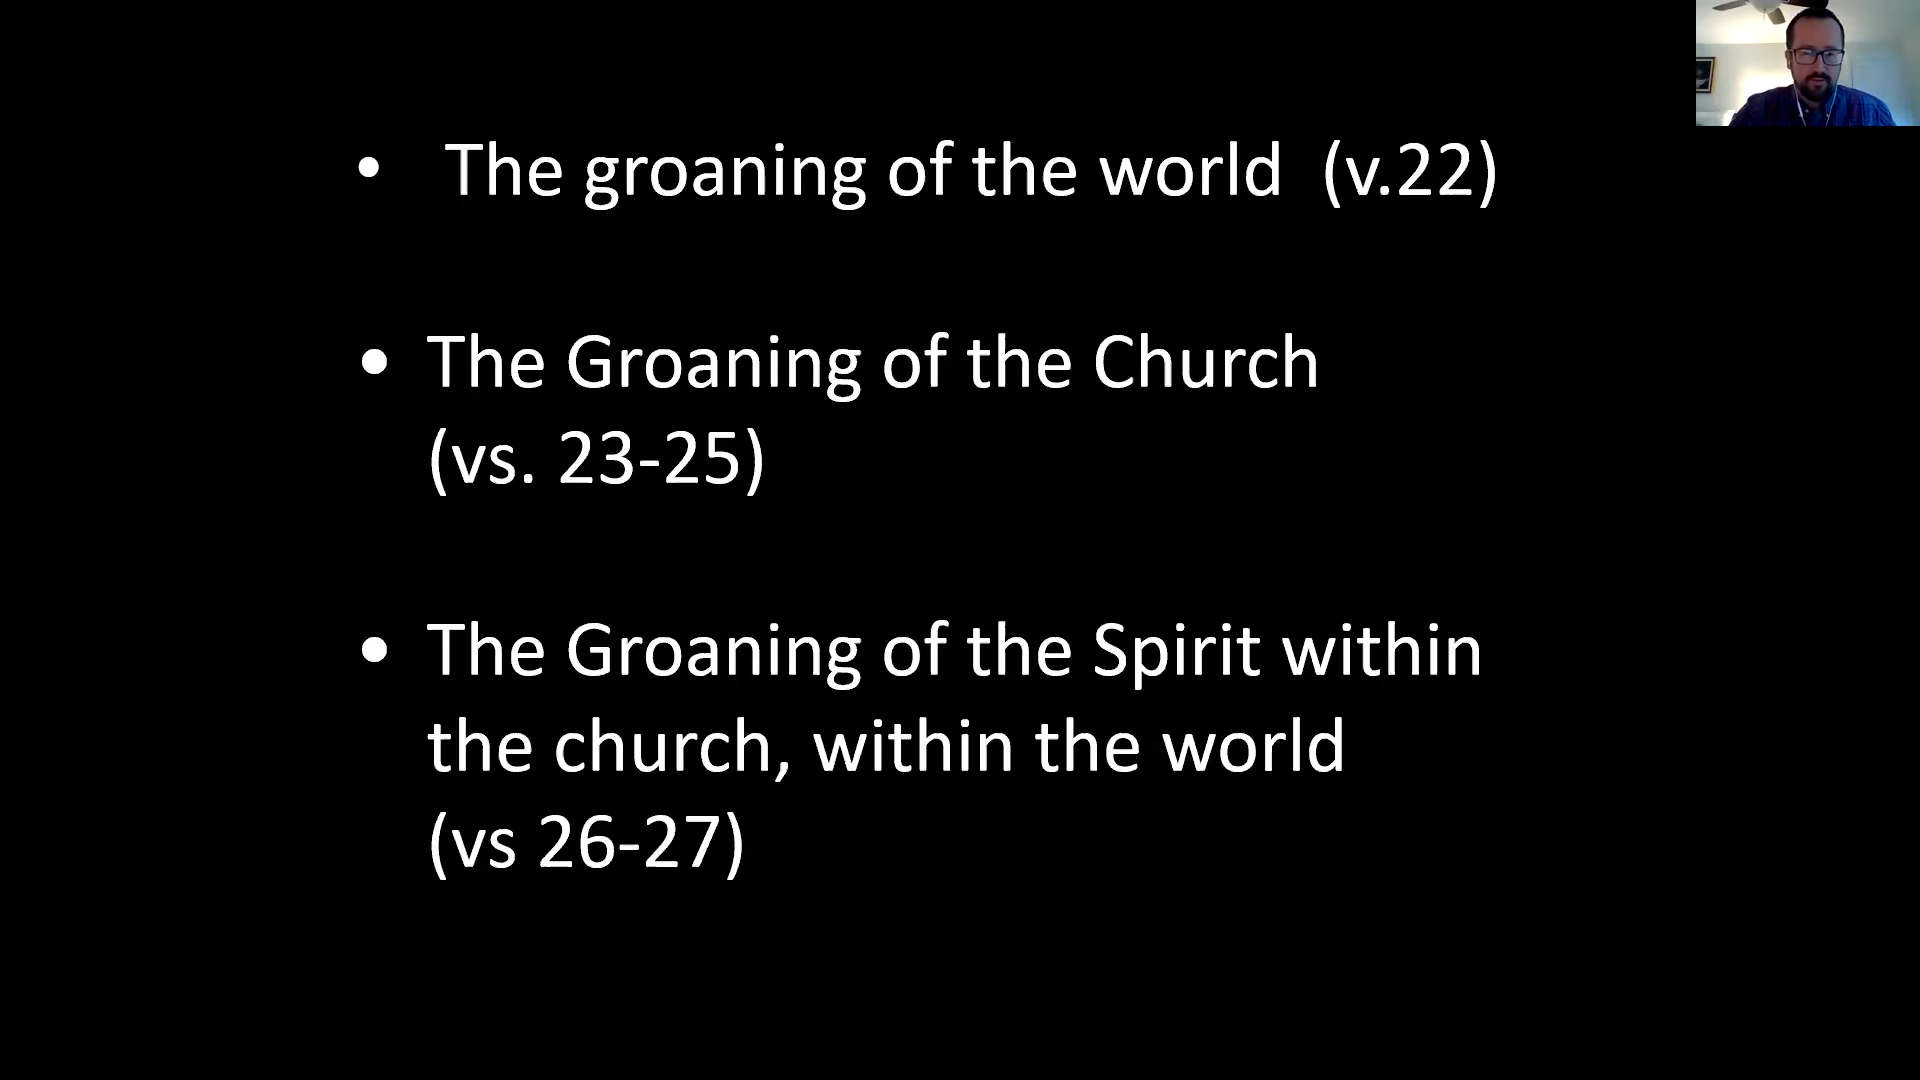 • The groaning of the world (v.22)
• The Groaning of the Church
(vs. 23-25)
• The Groaning of the Spirit within
the church, within the world
(vs 26-27)